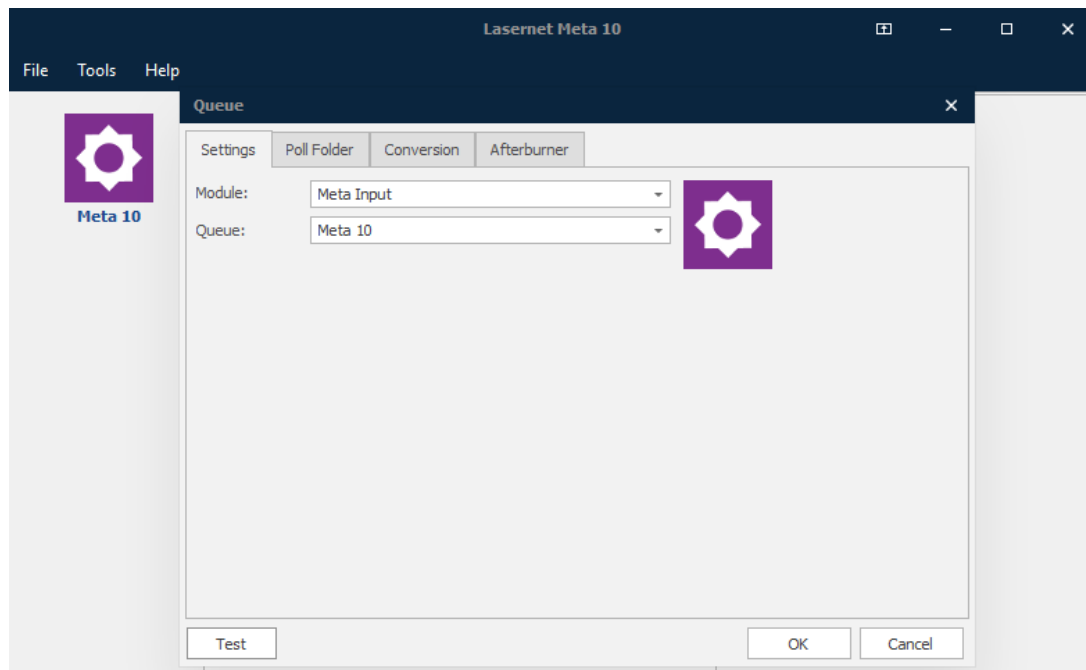 Lasernet Meta 10
File Tools Help
Queue
Settings Poll Folder Conversion Afterburner
Module: Meta Input
Meta 10
Queue: Meta 10
Test OK Cancel